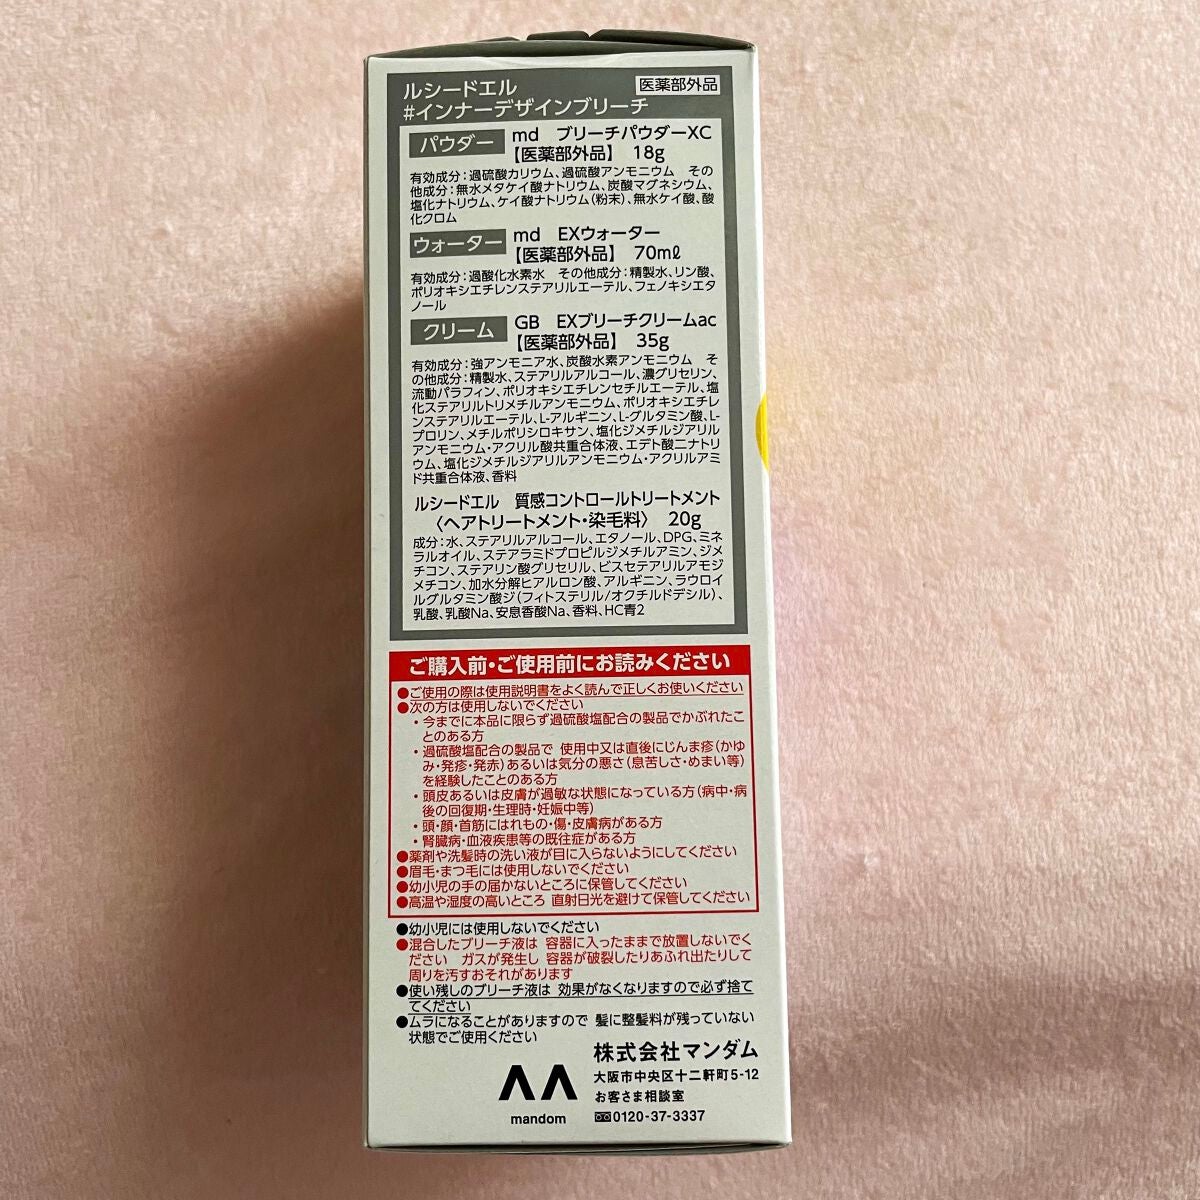 ルシードエル
医薬部外品
#インナーデザインブリーチ
パウダー
md ブリーチパウダーXC
【医薬部外品】 18g
有効成分：過硫酸カリウム、過硫酸アンモニウム その
他成分：無水メタケイ酸ナトリウム、炭酸マグネシウム、
塩化ナトリウム、ケイ酸ナトリウム（粉末）、無水ケイ酸、酸
化クロム
ウォーター
md EXウォーター
【医薬部外品】 70mℓ
有効成分：過酸化水素水 その他成分：精製水、リン酸、
ポリオキシエチレンステアリルエーテル、フェノキシエタ
ノール
クリーム
GB EXブリーチクリームac
【医薬部外品】 35g
有効成分：強アンモニア水、炭酸水素アンモニウム そ
の他成分：精製水、ステアリルアルコール、濃グリセリン、
流動パラフィン、ポリオキシエチレンセチルエーテル、塩
化ステアリルトリメチルアンモニウム、ポリオキシエチレ
ンステアリルエーテル、L-アルギニン、L-グルタミン酸、L-
プロリン、メチルポリシロキサン、塩化ジメチルジアリル
アンモニウム・アクリル酸共重合体液、エデト酸二ナトリ
ウム、塩化ジメチルジアリルアンモニウム・アクリルアミ
ド共重合体液、香料
ルシードエル 質感コントロールトリートメント
〈ヘアトリートメント・染毛料〉 20g
成分：水、ステアリルアルコール、エタノール、DPG、ミネ
ラルオイル、ステアラミドプロピルジメチルアミン、ジメ
チコン、ステアリン酸グリセリル、ビスセテアリルアモジ
メチコン、加水分解ヒアルロン酸、アルギニン、ラウロイ
ルグルタミン酸ジ（フィトステリル/オクチルドデシル）、
乳酸、乳酸Na、安息香酸Na、香料、HC青2
ご購入前・ご使用前にお読みください
●ご使用の際は使用説明書をよく読んで正しくお使いください
●次の方は使用しないでください
・今までに本品に限らず過硫酸塩配合の製品でかぶれたこ
とのある方
・過硫酸塩配合の製品で 使用中又は直後にじんま疹（かゆ
み・発疹・発赤）あるいは気分の悪さ（息苦しさ・めまい等）
を経験したことのある方
・頭皮あるいは皮膚が過敏な状態になっている方（病中・病
後の回復期・生理時・妊娠中等）
・頭・顔・首筋にはれもの・傷・皮膚病がある方
・腎臓病・血液疾患等の既往症がある方
●薬剤や洗髪時の洗い液が目に入らないようにしてください
●眉毛・まつ毛には使用しないでください
●幼小児の手の届かないところに保管してください
●高温や湿度の高いところ 直射日光を避けて保管してください
●幼小児には使用しないでください
●混合したブリーチ液は 容器に入ったままで放置しないでく
ださい ガスが発生し 容器が破裂したりあふれ出たりして
周りを汚すおそれがあります
●使い残しのブリーチ液は 効果がなくなりますので必ず捨て
てください
●ムラになることがありますので 髪に整髪料が残っていない
状態でご使用ください
株式会社マンダム
大阪市中央区十二軒町5-12
お客さま相談室
0120-37-3337
mandom